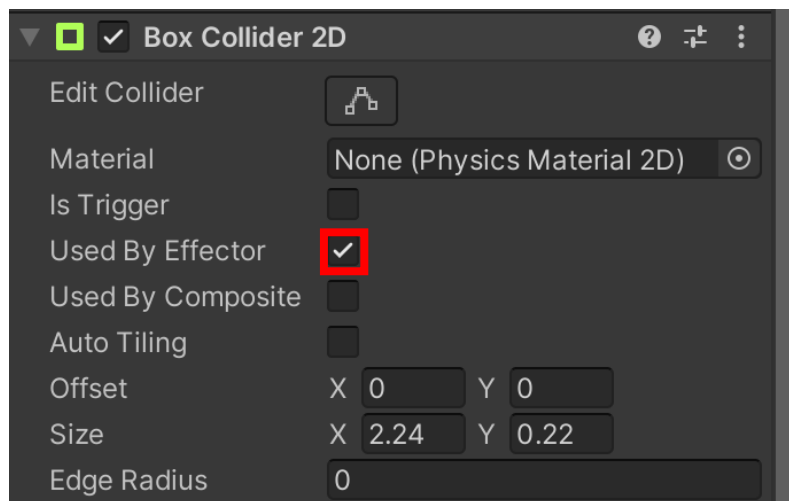 Box Collider 2D
Edit Collider
Material None (Physics Material 2D)
Is Trigger
Used By Effector
Used By Composite
Auto Tiling
Offset X 0 Y 0
Size X 2.24 Y 0.22
Edge Radius 0